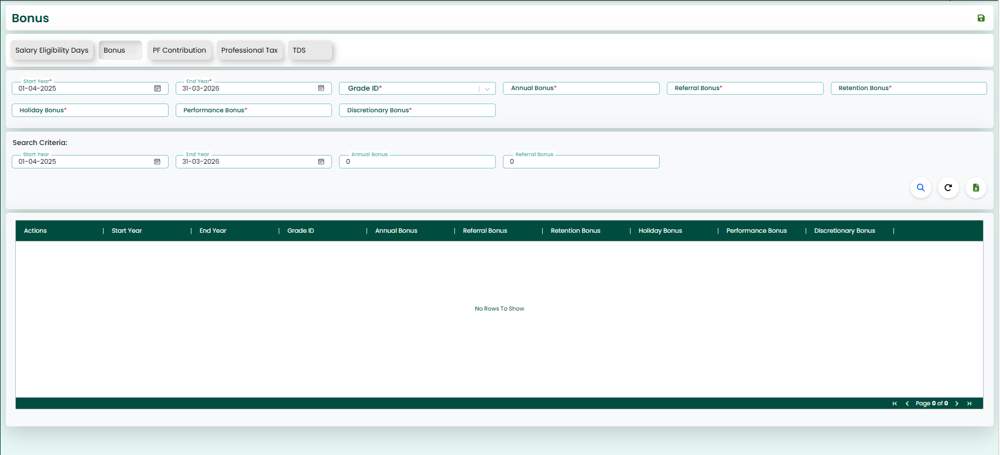 Bonus
Salary Eligibility Days Bonus PF Contribution Professional Tax TDS
Start Year* End Year*
01-04-2025 31-03-2026 Grade ID* Annual Bonus* Referral Bonus* Retention Bonus*
Holiday Bonus* Performance Bonus* Discretionary Bonus*
Search Criteria:
Start Year End Year Annual Bonus Referral Bonus
01-04-2025 31-03-2026 0 0
Actions Start Year End Year Grade ID Annual Bonus Referral Bonus Retention Bonus Holiday Bonus Performance Bonus Discretionary Bonus
No Rows To Show
Page 0 of 0